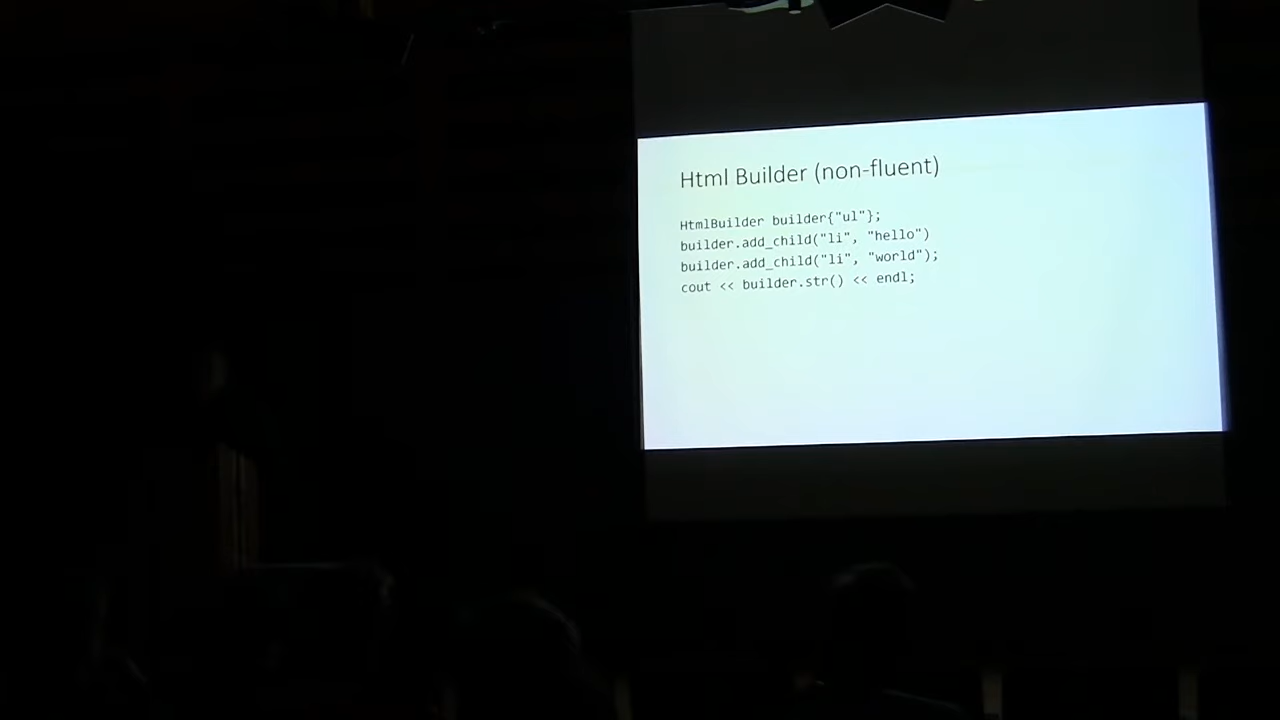 Html Builder (non-fluent)
HtmlBuilder builder{"ul"};
builder.add_child("li", "hello")
builder.add_child("li", "world");
cout << builder.str() << endl;